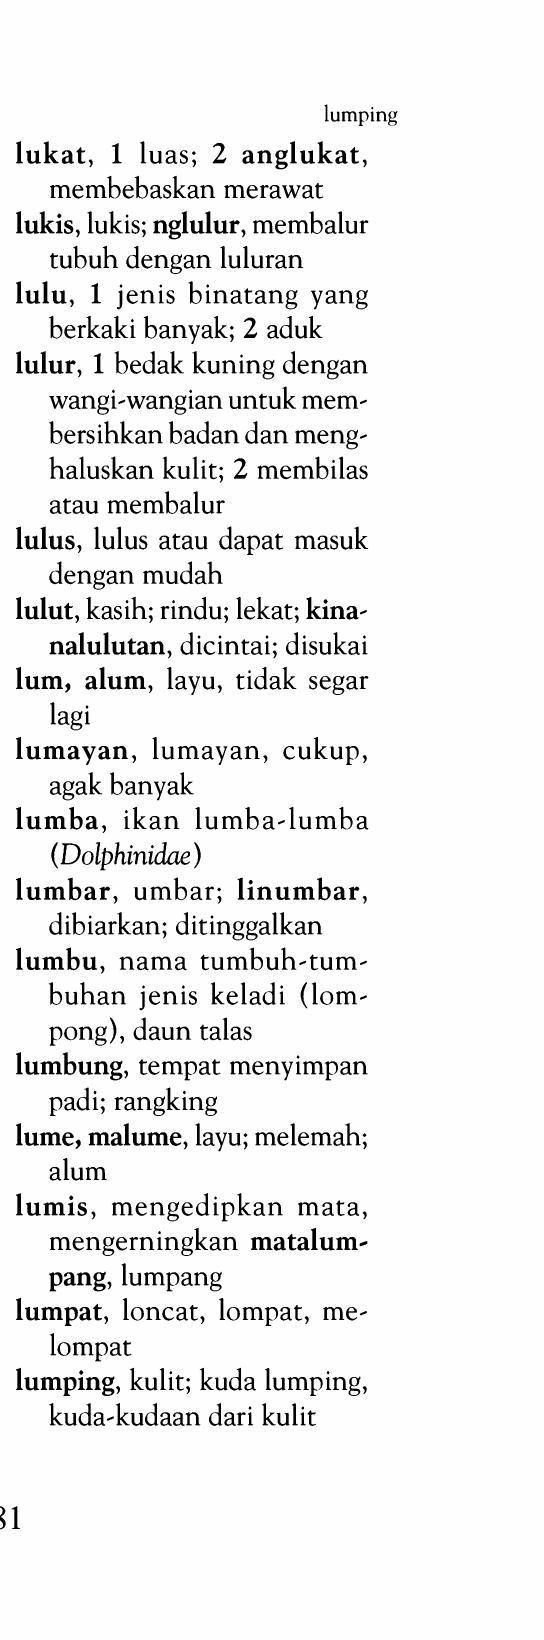 lumping
lukat, 1 luas; 2 anglukat,
membebaskan merawat
lukis, lukis; nglulur, membalur
tubuh dengan luluran
lulu, 1 jenis binatang yang
berkaki banyak; 2 aduk
lulur, 1 bedak kuning dengan
wangi-wangian untuk mem-
bersihkan badan dan meng-
haluskan kulit; 2 membilas
atau membalur
lulus, lulus atau dapat masuk
dengan mudah
lulut, kasih; rindu; lekat; kina-
nalulutan, dicintai; disukai
lum, alum, layu, tidak segar
lagi
lumayan, lumayan, cukup,
agak banyak
lumba, ikan lumba-lumba
(Dolphinidae)
lumbar, umbar; linumbar,
dibiarkan; ditinggalkan
lumbu, nama tumbuh-tum-
buhan jenis keladi (lom-
pong), daun talas
lumbung, tempat menyimpan
padi; rangking
lume, malume, layu; melemah;
alum
lumis, mengedipkan mata,
mengerningkan matalum-
pang, lumpang
lumpat, loncat, lompat, me-
lompat
lumping, kulit; kuda lumping,
kuda-kudaan dari kulit
81